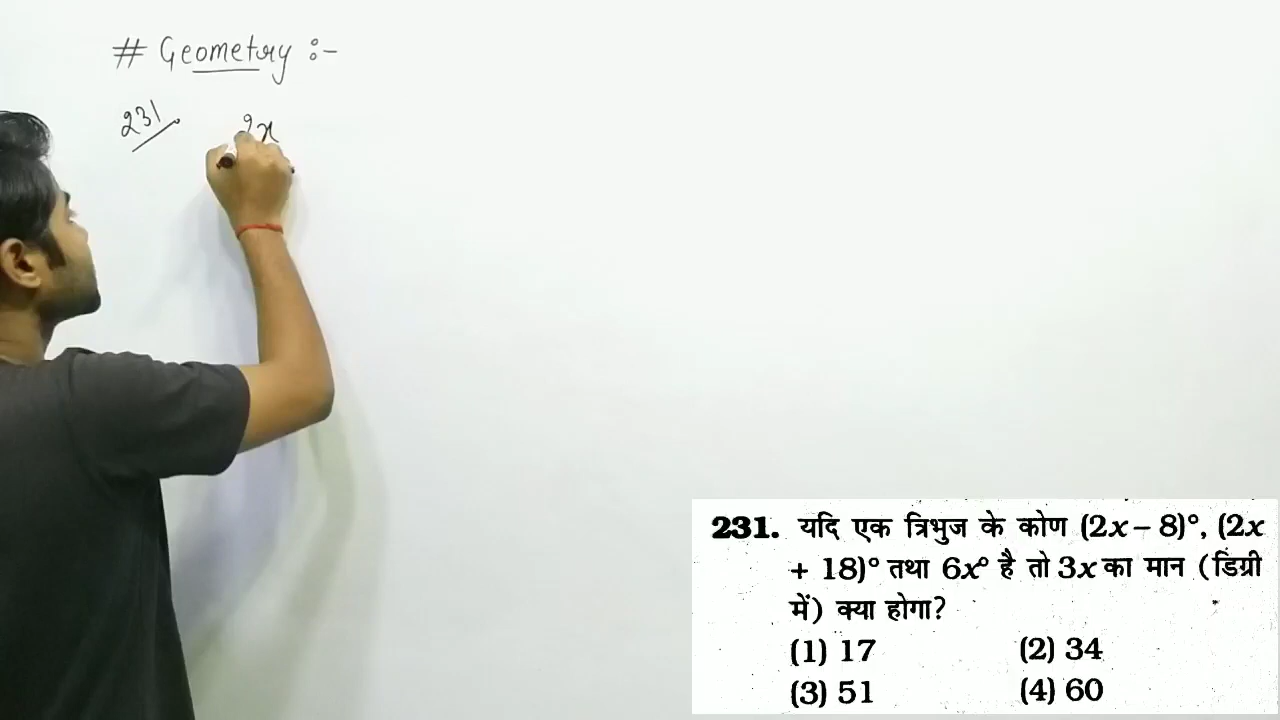 # Geometry :-
231.
2x
231. यदि एक त्रिभुज के कोण (2x – 8)°, (2x
+ 18)° तथा 6x° है तो 3x का मान (डिग्री
में) क्या होगा?
(1) 17 (2) 34
(3) 51 (4) 60